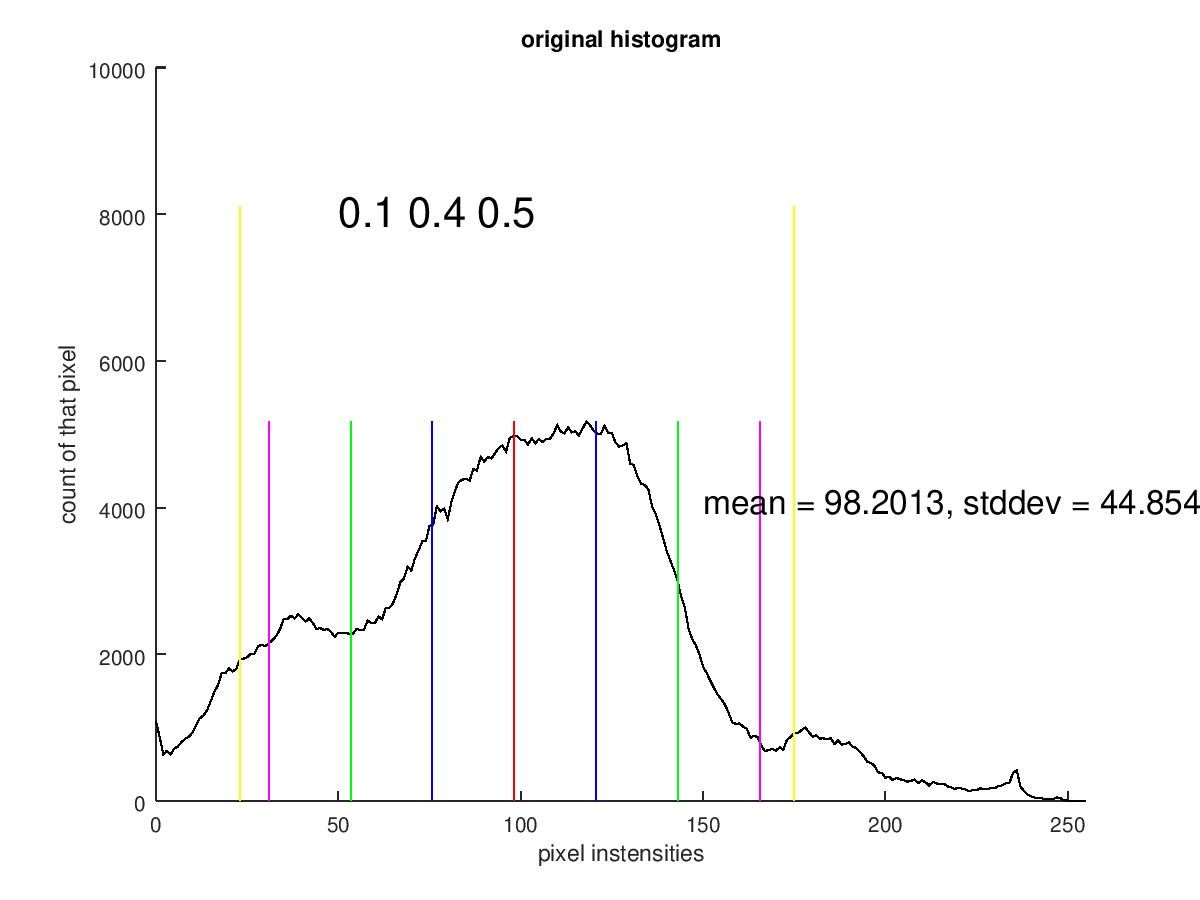 original histogram
10000
8000
6000
4000
2000
0
count of that pixel
0.1 0.4 0.5
mean = 98.2013, stddev = 44.854
0 50 100 150 200 250
pixel instensities